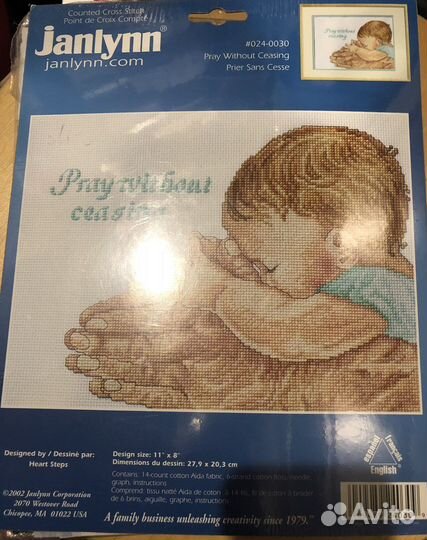 Counted Cross Stitch
Point de Croix Compté
Janlynn®
janlynn.com
#024-0030
Pray Without Ceasing
Prier Sans Cesse
Pray without
ceasing
Pray without
ceasing
Designed by / Dessiné par:
Heart Steps
Design size: 11" x 8"
Dimensions du dessin: 27,9 x 20,3 cm
Contains: 14-count cotton Aida fabric, 6-strand cotton floss, needle
graph, instructions
Comprend: tissu natté Aida de coton à 14 fils, fil de coton à broder
de 6 brins, aiguille, graphe, instructions
español
français
English
©2002 Janlynn Corporation
2070 Westover Road
Chicopee, MA 01022 USA
A family business unleashing creativity since 1979.™
Avito